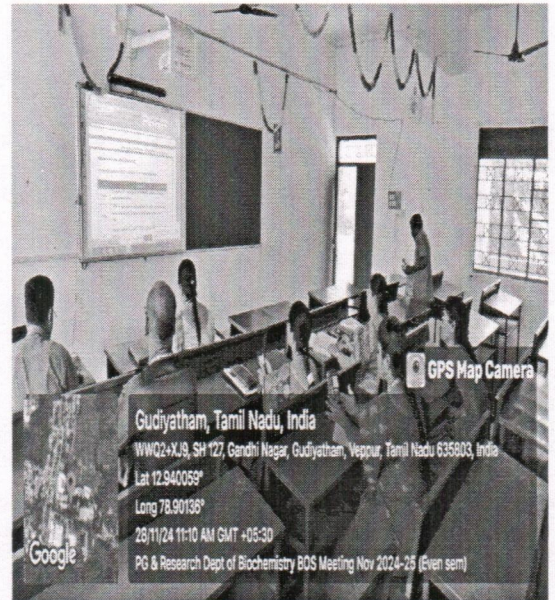 GPS Map Camera
Gudiyatham, Tamil Nadu, India
WWQ2+XJ9, SH 127, Gandhi Nagar, Gudiyatham, Veppur, Tamil Nadu 635803, India
Lat 12.940059°
Long 78.90136°
28/11/24 11:10 AM GMT +05:30
PG & Research Dept of Biochemistry BOS Meeting Nov 2024-25 (Even sem)
Google